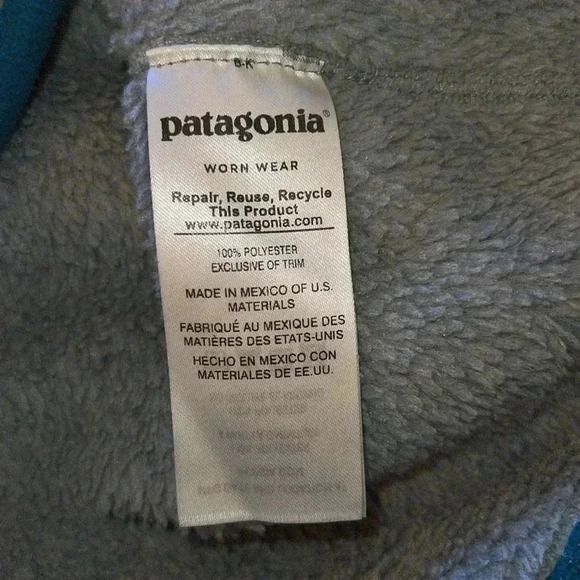 patagonia®
WORN WEAR
Repair, Reuse, Recycle
This Product
www.patagonia.com
100% POLYESTER
EXCLUSIVE OF TRIM
MADE IN MEXICO OF U.S.
MATERIALS
FABRIQUÉ AU MEXIQUE DES
MATIÈRES DES ETATS-UNIS
HECHO EN MEXICO CON
MATERIALES DE EE.UU.